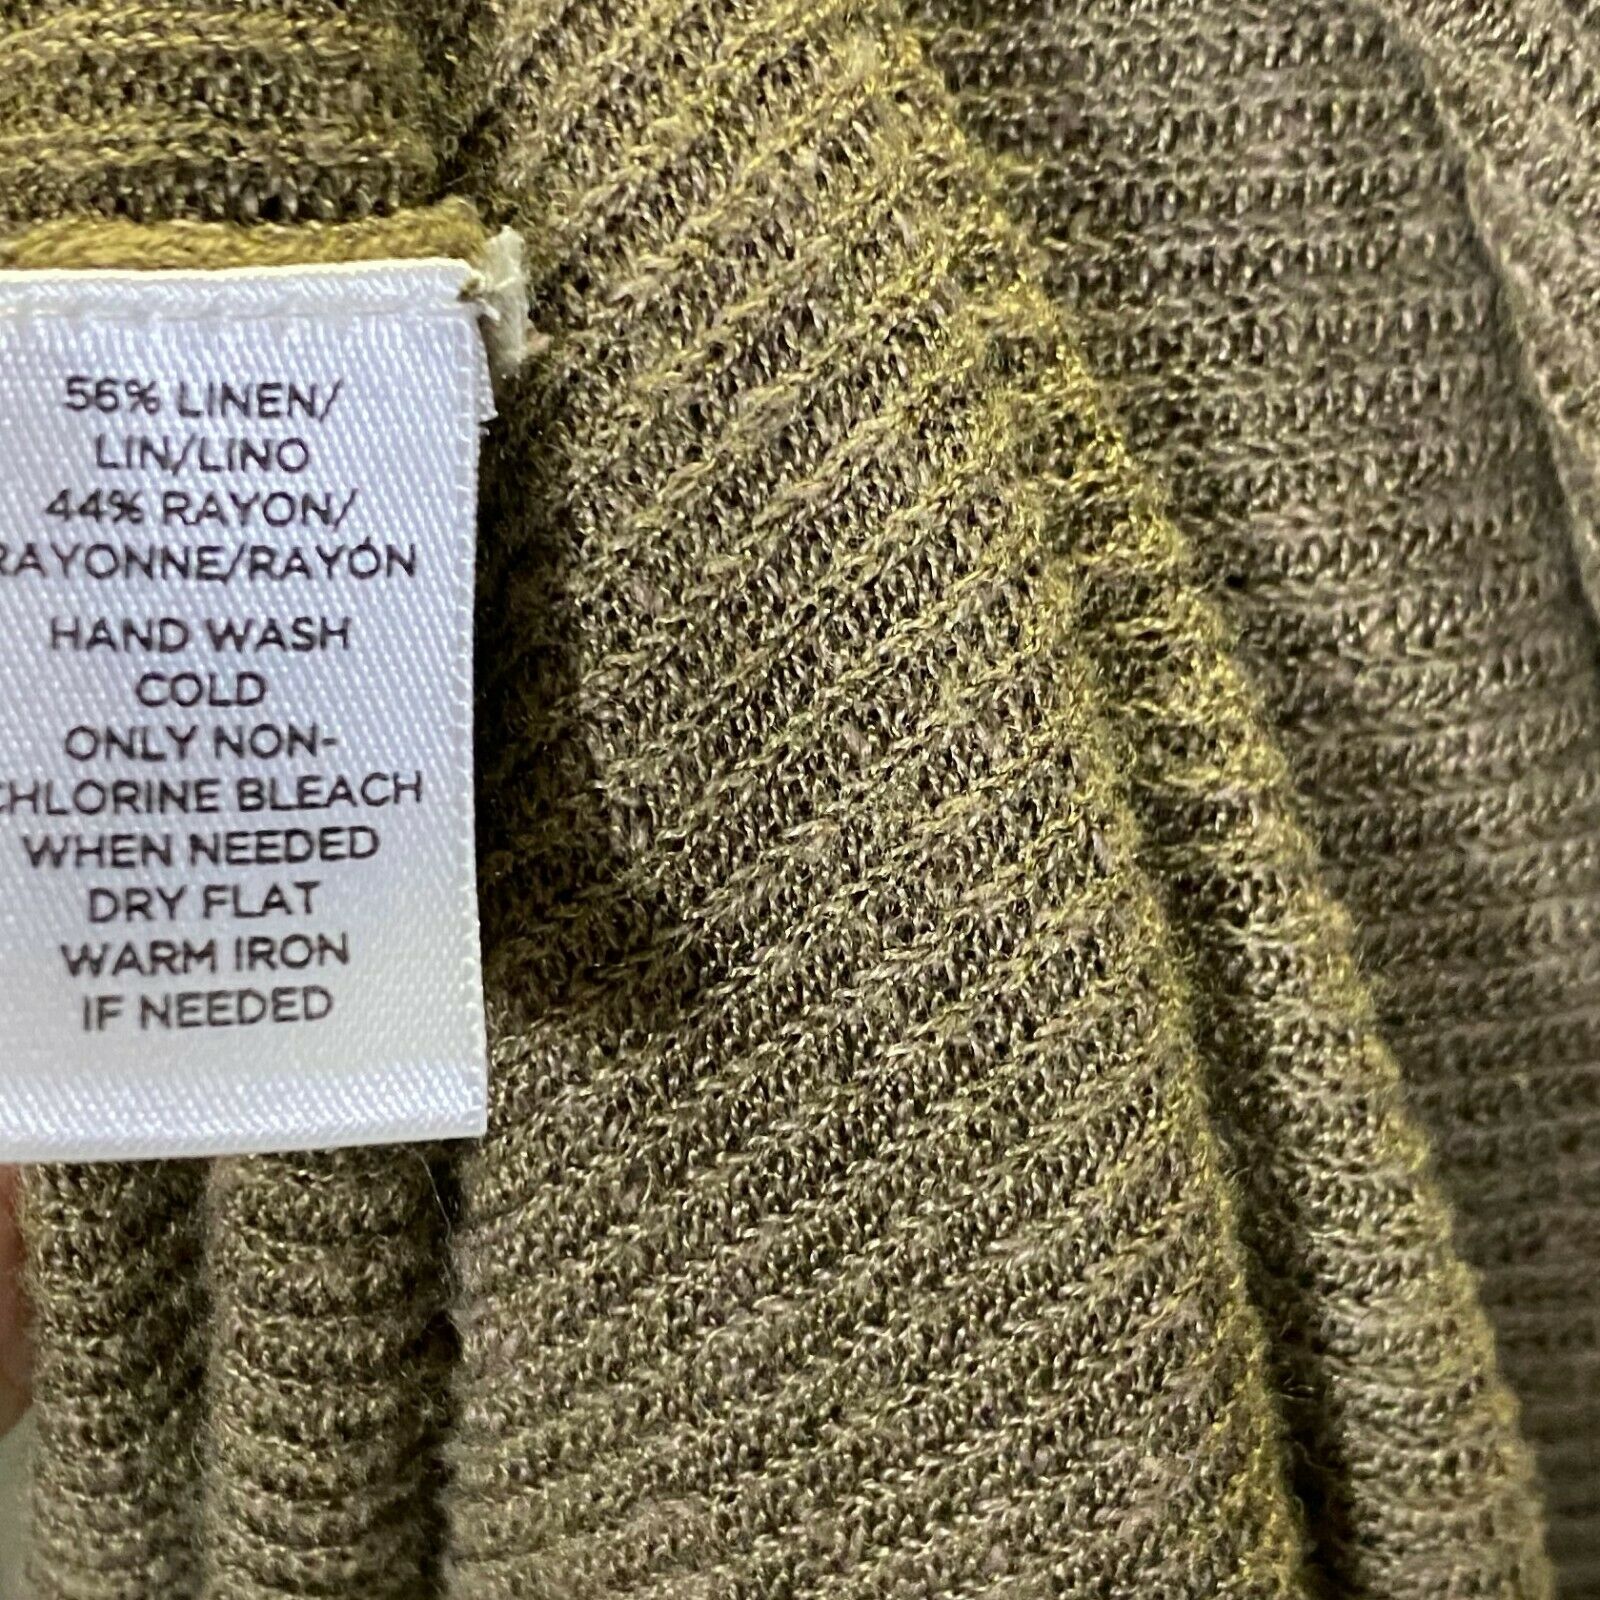 56% LINEN/
LIN/LINO
44% RAYON/
RAYONNE/RAYÓN
HAND WASH
COLD
ONLY NON-
CHLORINE BLEACH
WHEN NEEDED
DRY FLAT
WARM IRON
IF NEEDED